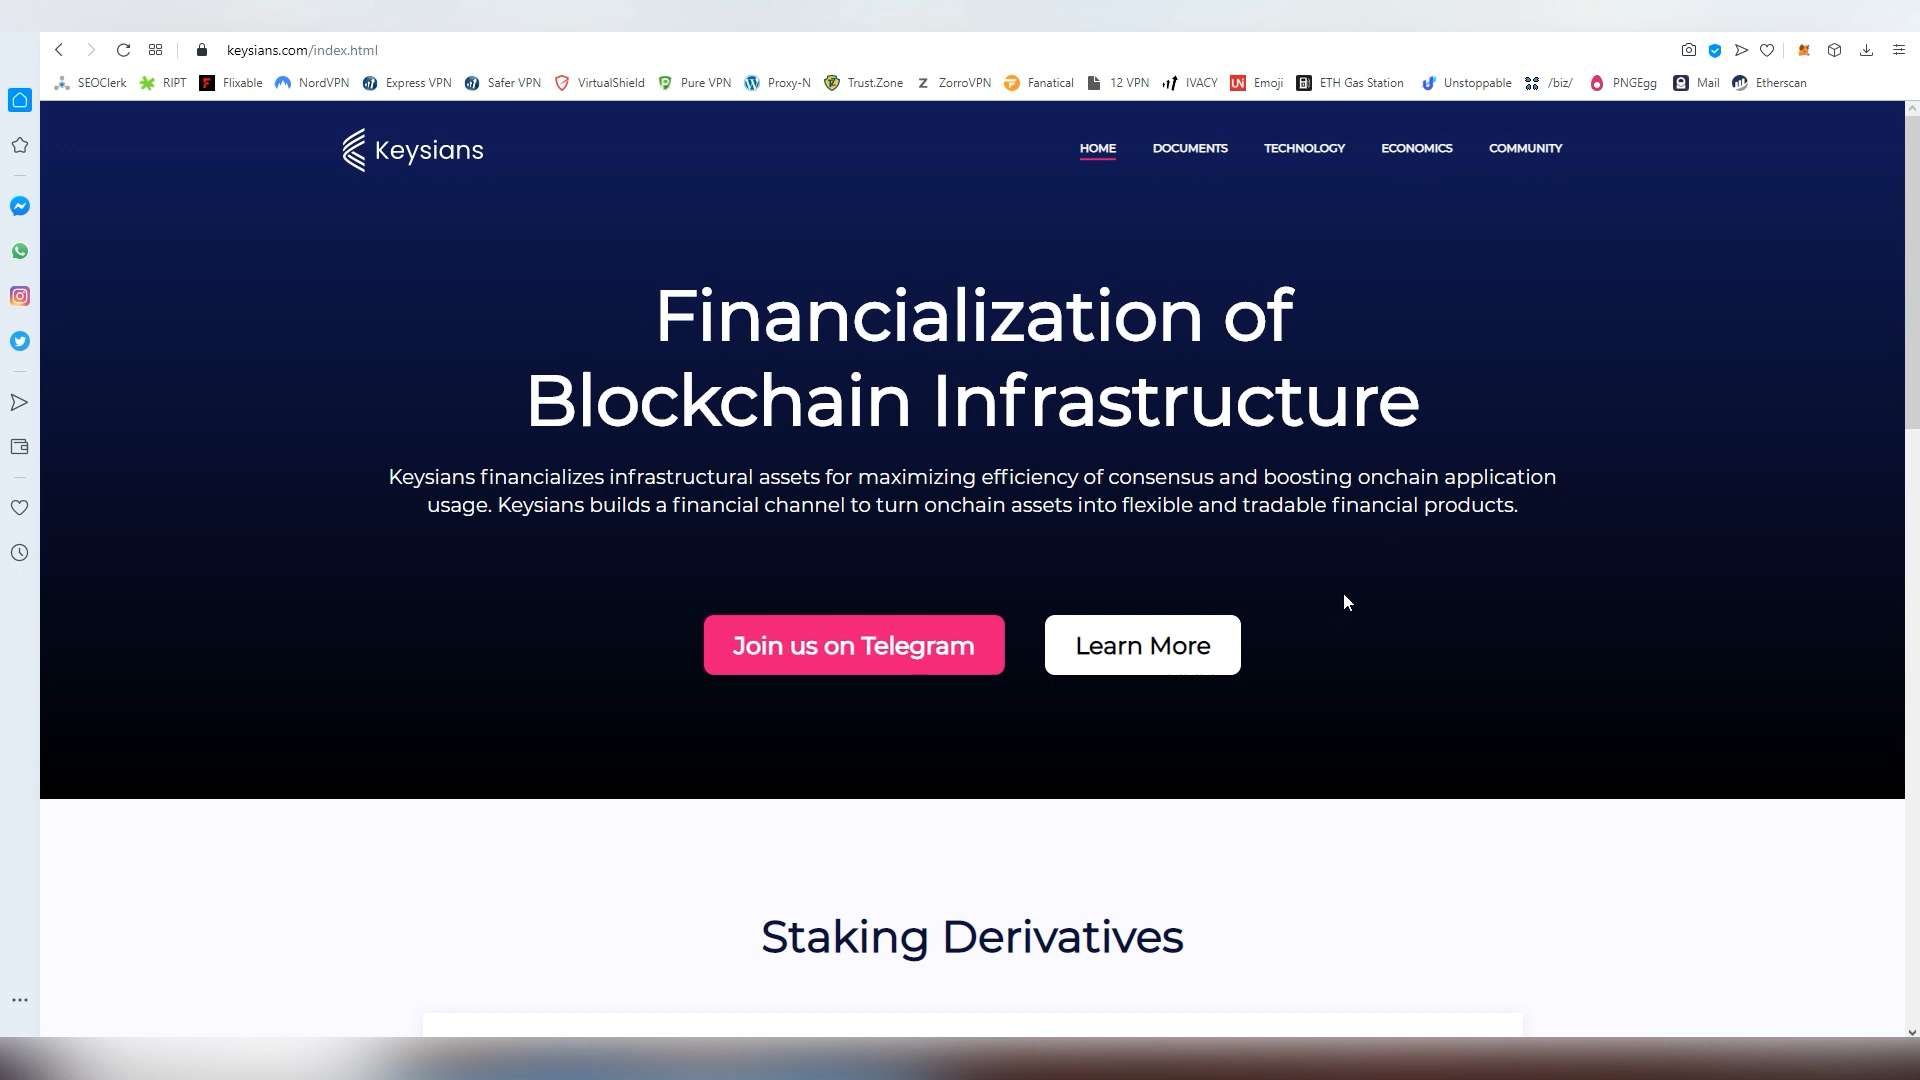 keysians.com/index.html
SEOClerk RIPT Flixable NordVPN Express VPN Safer VPN VirtualShield Pure VPN Proxy-N Trust.Zone ZorroVPN Fanatical 12 VPN IVACY Emoji ETH Gas Station Unstoppable /biz/ PNGEgg Mail Etherscan
Keysians HOME DOCUMENTS TECHNOLOGY ECONOMICS COMMUNITY
Financialization of
Blockchain Infrastructure
Keysians financializes infrastructural assets for maximizing efficiency of consensus and boosting onchain application
usage. Keysians builds a financial channel to turn onchain assets into flexible and tradable financial products.
Join us on Telegram Learn More
Staking Derivatives